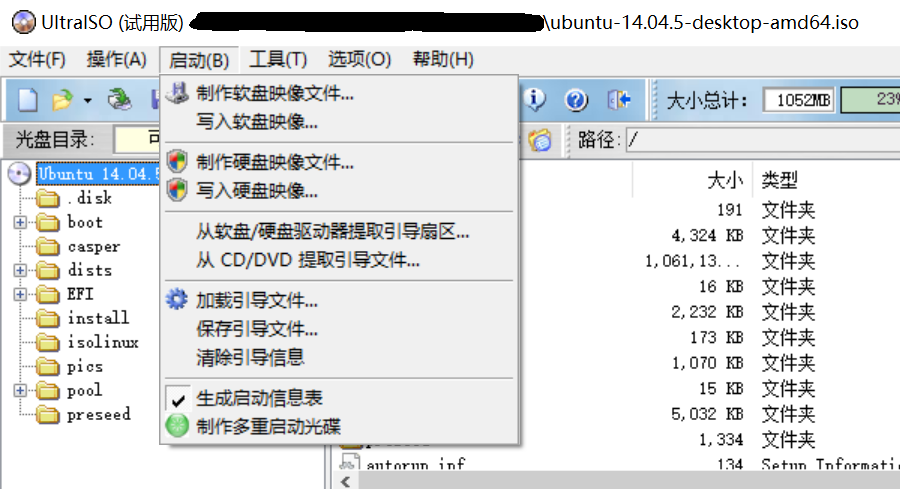 UltraISO (试用版) \ubuntu-14.04.5-desktop-amd64.iso
文件(F) 操作(A) 启动(B) 工具(T) 选项(O) 帮助(H)
大小总计： 1052MB 23%
光盘目录： 可
路径： /
Ubuntu 14.04.5
.disk
boot
casper
dists
EFI
install
isolinux
pics
pool
preseed
制作软盘映像文件...
写入软盘映像...
制作硬盘映像文件...
写入硬盘映像...
从软盘/硬盘驱动器提取引导扇区...
从 CD/DVD 提取引导文件...
加载引导文件...
保存引导文件...
清除引导信息
生成启动信息表
制作多重启动光碟
大小 类型
191 文件夹
4,324 KB 文件夹
1,061,13... 文件夹
16 KB 文件夹
2,232 KB 文件夹
173 KB 文件夹
1,070 KB 文件夹
15 KB 文件夹
5,032 KB 文件夹
1,334 文件夹
autorun.inf 134 Setup Informati